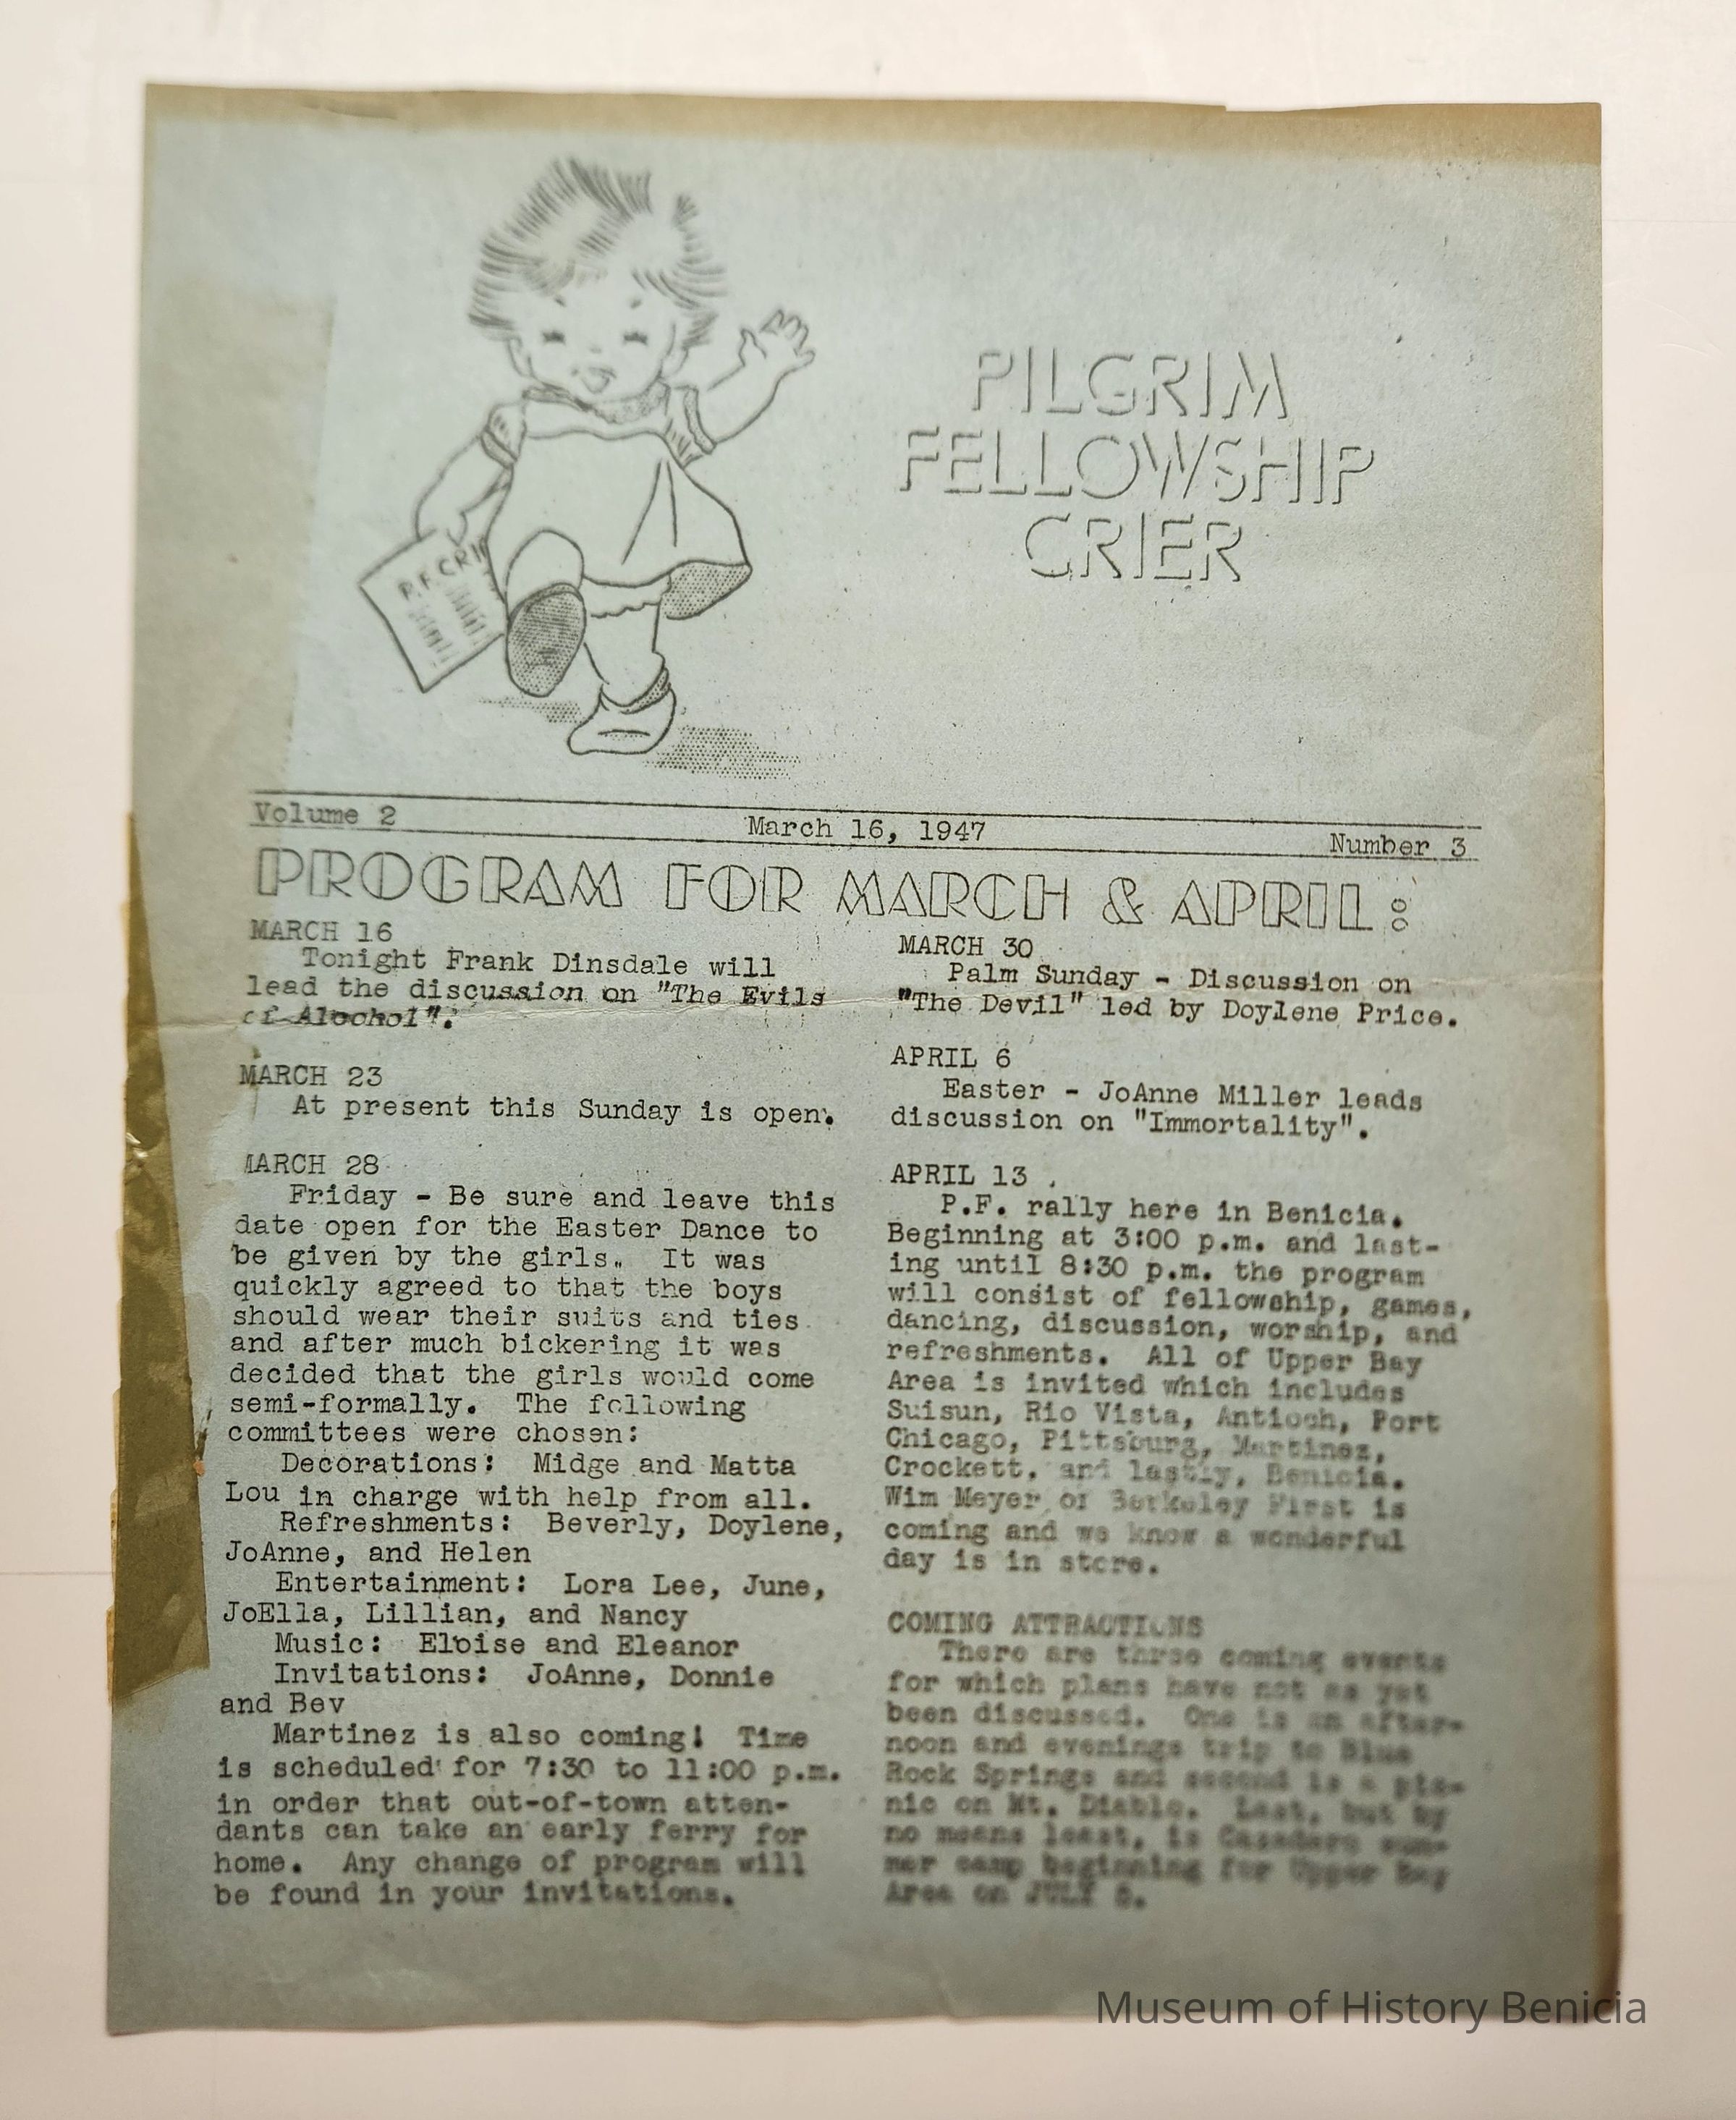 P.F. CRIE
PILGRIM
FELLOWSHIP
CRIER
Volume 2
March 16, 1947
Number 3
PROGRAM FOR MARCH & APRIL:
MARCH 16
Tonight Frank Dinsdale will
lead the discussion on "The Evils
of Alochol".
MARCH 23
At present this Sunday is open.
MARCH 28
Friday - Be sure and leave this
date open for the Easter Dance to
be given by the girls. It was
quickly agreed to that the boys
should wear their suits and ties
and after much bickering it was
decided that the girls would come
semi-formally. The following
committees were chosen:
Decorations: Midge and Matta
Lou in charge with help from all.
Refreshments: Beverly, Doylene,
JoAnne, and Helen
Entertainment: Lora Lee, June,
JoElla, Lillian, and Nancy
Music: Eloise and Eleanor
Invitations: JoAnne, Donnie
and Bev
Martinez is also coming! Time
is scheduled for 7:30 to 11:00 p.m.
in order that out-of-town atten-
dants can take an early ferry for
home. Any change of program will
be found in your invitations.
MARCH 30
Palm Sunday - Discussion on
"The Devil" led by Doylene Price.
APRIL 6
Easter - JoAnne Miller leads
discussion on "Immortality".
APRIL 13
P.F. rally here in Benicia.
Beginning at 3:00 p.m. and last-
ing until 8:30 p.m. the program
will consist of fellowship, games,
dancing, discussion, worship, and
refreshments. All of Upper Bay
Area is invited which includes
Suisun, Rio Vista, Antioch, Port
Chicago, Pittsburg, Martinez,
Crockett, and lastly, Benicia.
Wim Meyer of Berkeley First is
coming and we know a wonderful
day is in store.
COMING ATTRACTIONS
There are three coming events
for which plans have not as yet
been discussed. One is an after-
noon and evenings trip to Blue
Rock Springs and second is a pic-
nic on Mt. Diablo. Last, but by
no means least, is Cazadero sum-
mer camp beginning for Upper Bay
Area on JULY
Museum of History Benicia